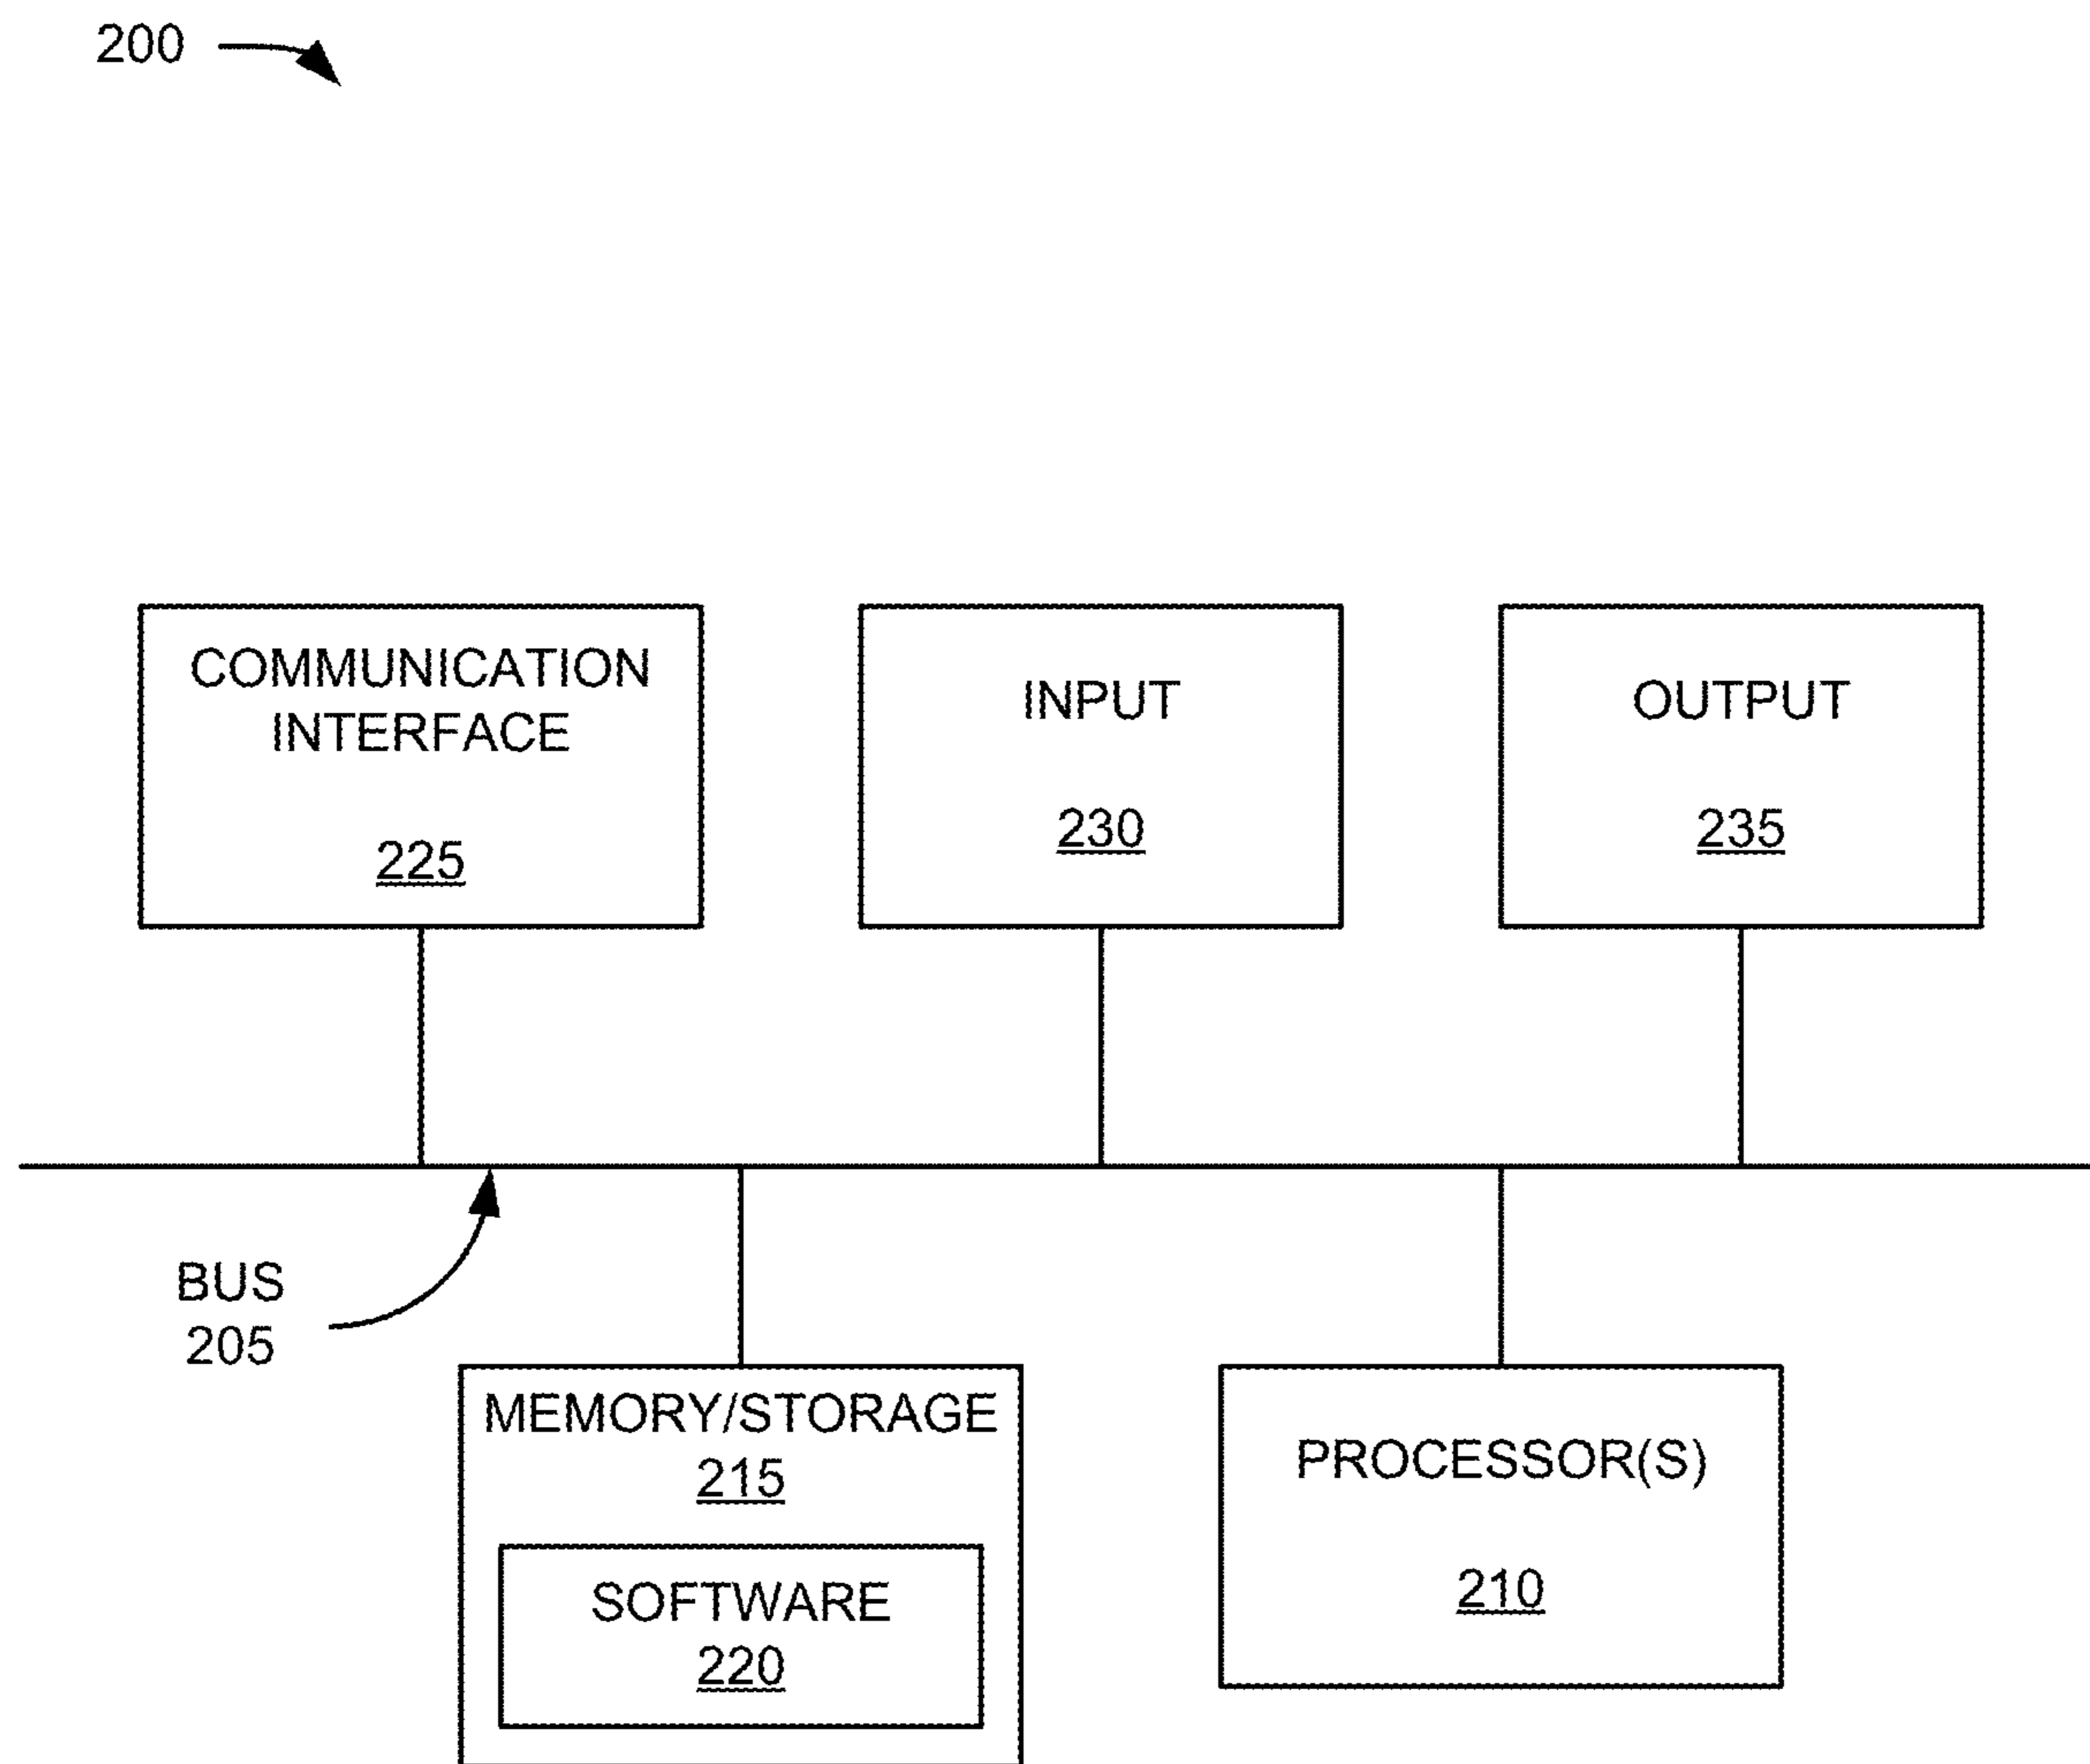 200
COMMUNICATION
INTERFACE
225
INPUT
230
OUTPUT
235
BUS
205
MEMORY/STORAGE
215
SOFTWARE
220
PROCESSOR(S)
210